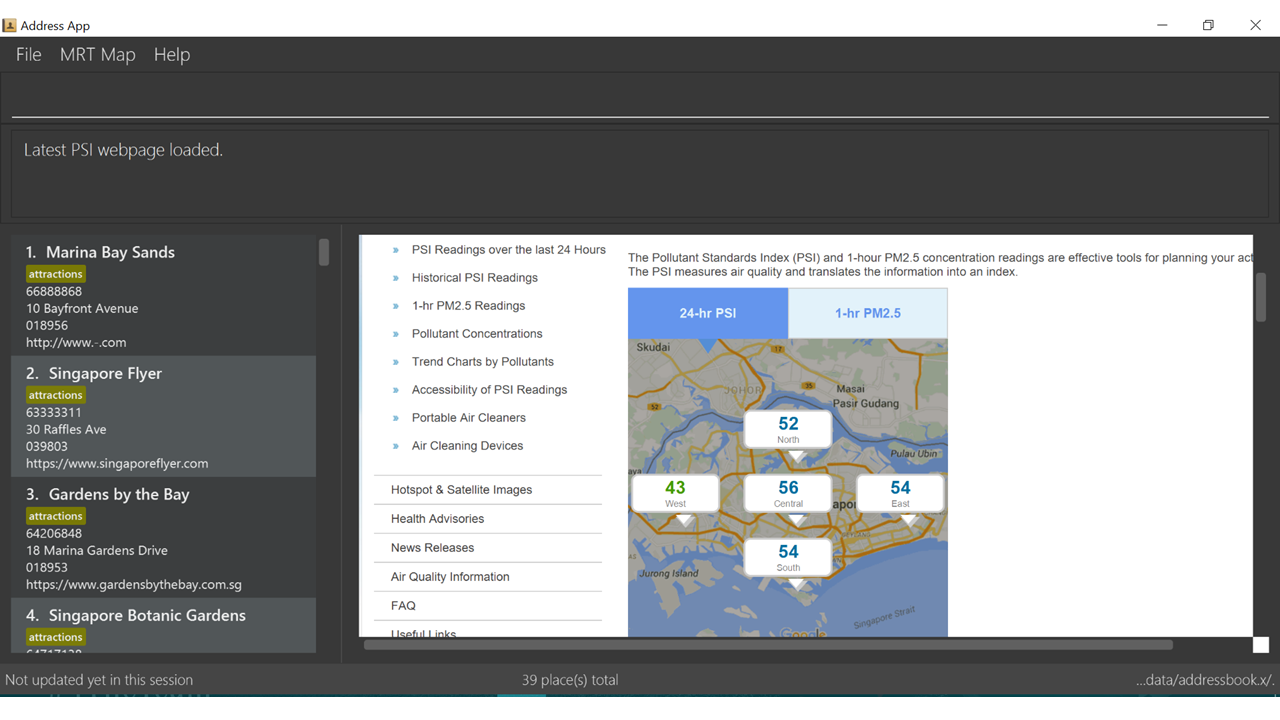 Address App
File MRT Map Help
Latest PSI webpage loaded.
1. Marina Bay Sands
attractions
66888868
10 Bayfront Avenue
018956
http://www.-.com
2. Singapore Flyer
attractions
63333311
30 Raffles Ave
039803
https://www.singaporeflyer.com
3. Gardens by the Bay
attractions
64206848
18 Marina Gardens Drive
018953
https://www.gardensbythebay.com.sg
4. Singapore Botanic Gardens
attractions
64717138
» PSI Readings over the last 24 Hours
» Historical PSI Readings
» 1-hr PM2.5 Readings
» Pollutant Concentrations
» Trend Charts by Pollutants
» Accessibility of PSI Readings
» Portable Air Cleaners
» Air Cleaning Devices
Hotspot & Satellite Images
Health Advisories
News Releases
Air Quality Information
FAQ
Useful Links
The Pollutant Standards Index (PSI) and 1-hour PM2.5 concentration readings are effective tools for planning your act
The PSI measures air quality and translates the information into an index.
24-hr PSI 1-hr PM2.5
Skudai
17
JOHOR
35
Masai
52
Pasir Gudang
52
North
Pulau Ubin
aya
43
West
56
Central
apor
54
East
54
South
Jurong Island
Singapore Strait
Google
Not updated yet in this session
39 place(s) total
...data/addressbook.x/.